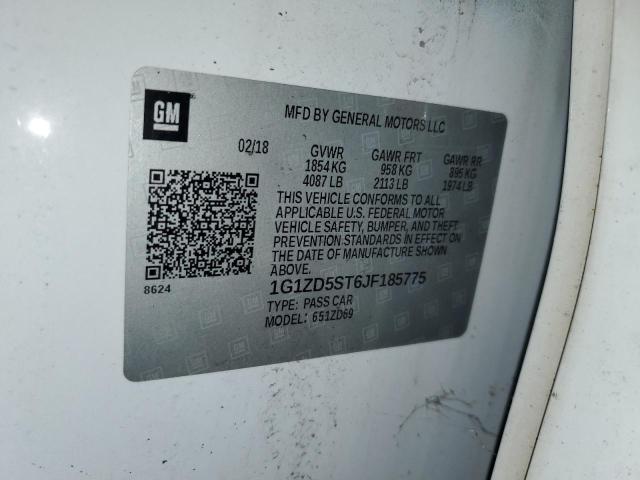 GM
MFD BY GENERAL MOTORS LLC
02/18 GVWR GAWR FRT GAWR RR
1854 KG 958 KG 895 KG
4087 LB 2113 LB 1974 LB
THIS VEHICLE CONFORMS TO ALL
APPLICABLE U.S. FEDERAL MOTOR
VEHICLE SAFETY, BUMPER, AND THEFT
PREVENTION STANDARDS IN EFFECT ON
THE DATE OF MANUFACTURE SHOWN
ABOVE.
8624
1G1ZD5ST6JF185775
TYPE: PASS CAR
MODEL: 651ZD69